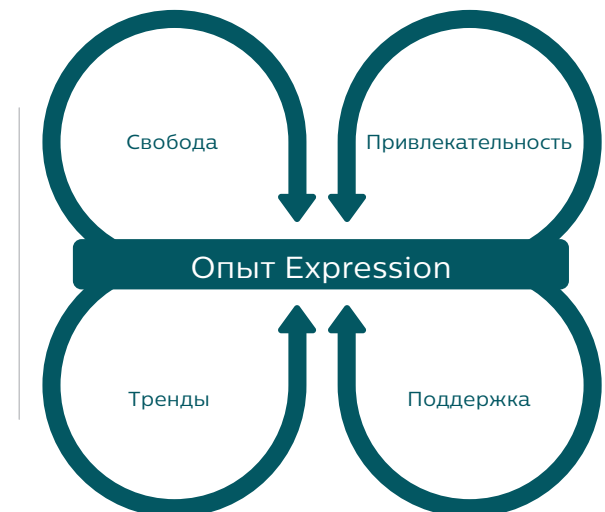 Свобода
Привлекательность
Опыт Expression
Тренды
Поддержка